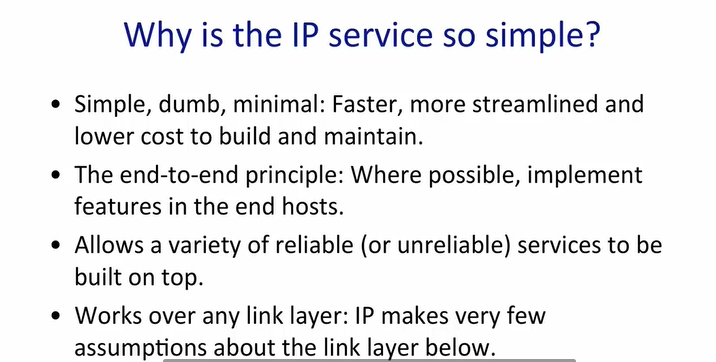 Why is the IP service so simple?
• Simple, dumb, minimal: Faster, more streamlined and
lower cost to build and maintain.
• The end-to-end principle: Where possible, implement
features in the end hosts.
• Allows a variety of reliable (or unreliable) services to be
built on top.
• Works over any link layer: IP makes very few
assumptions about the link layer below.